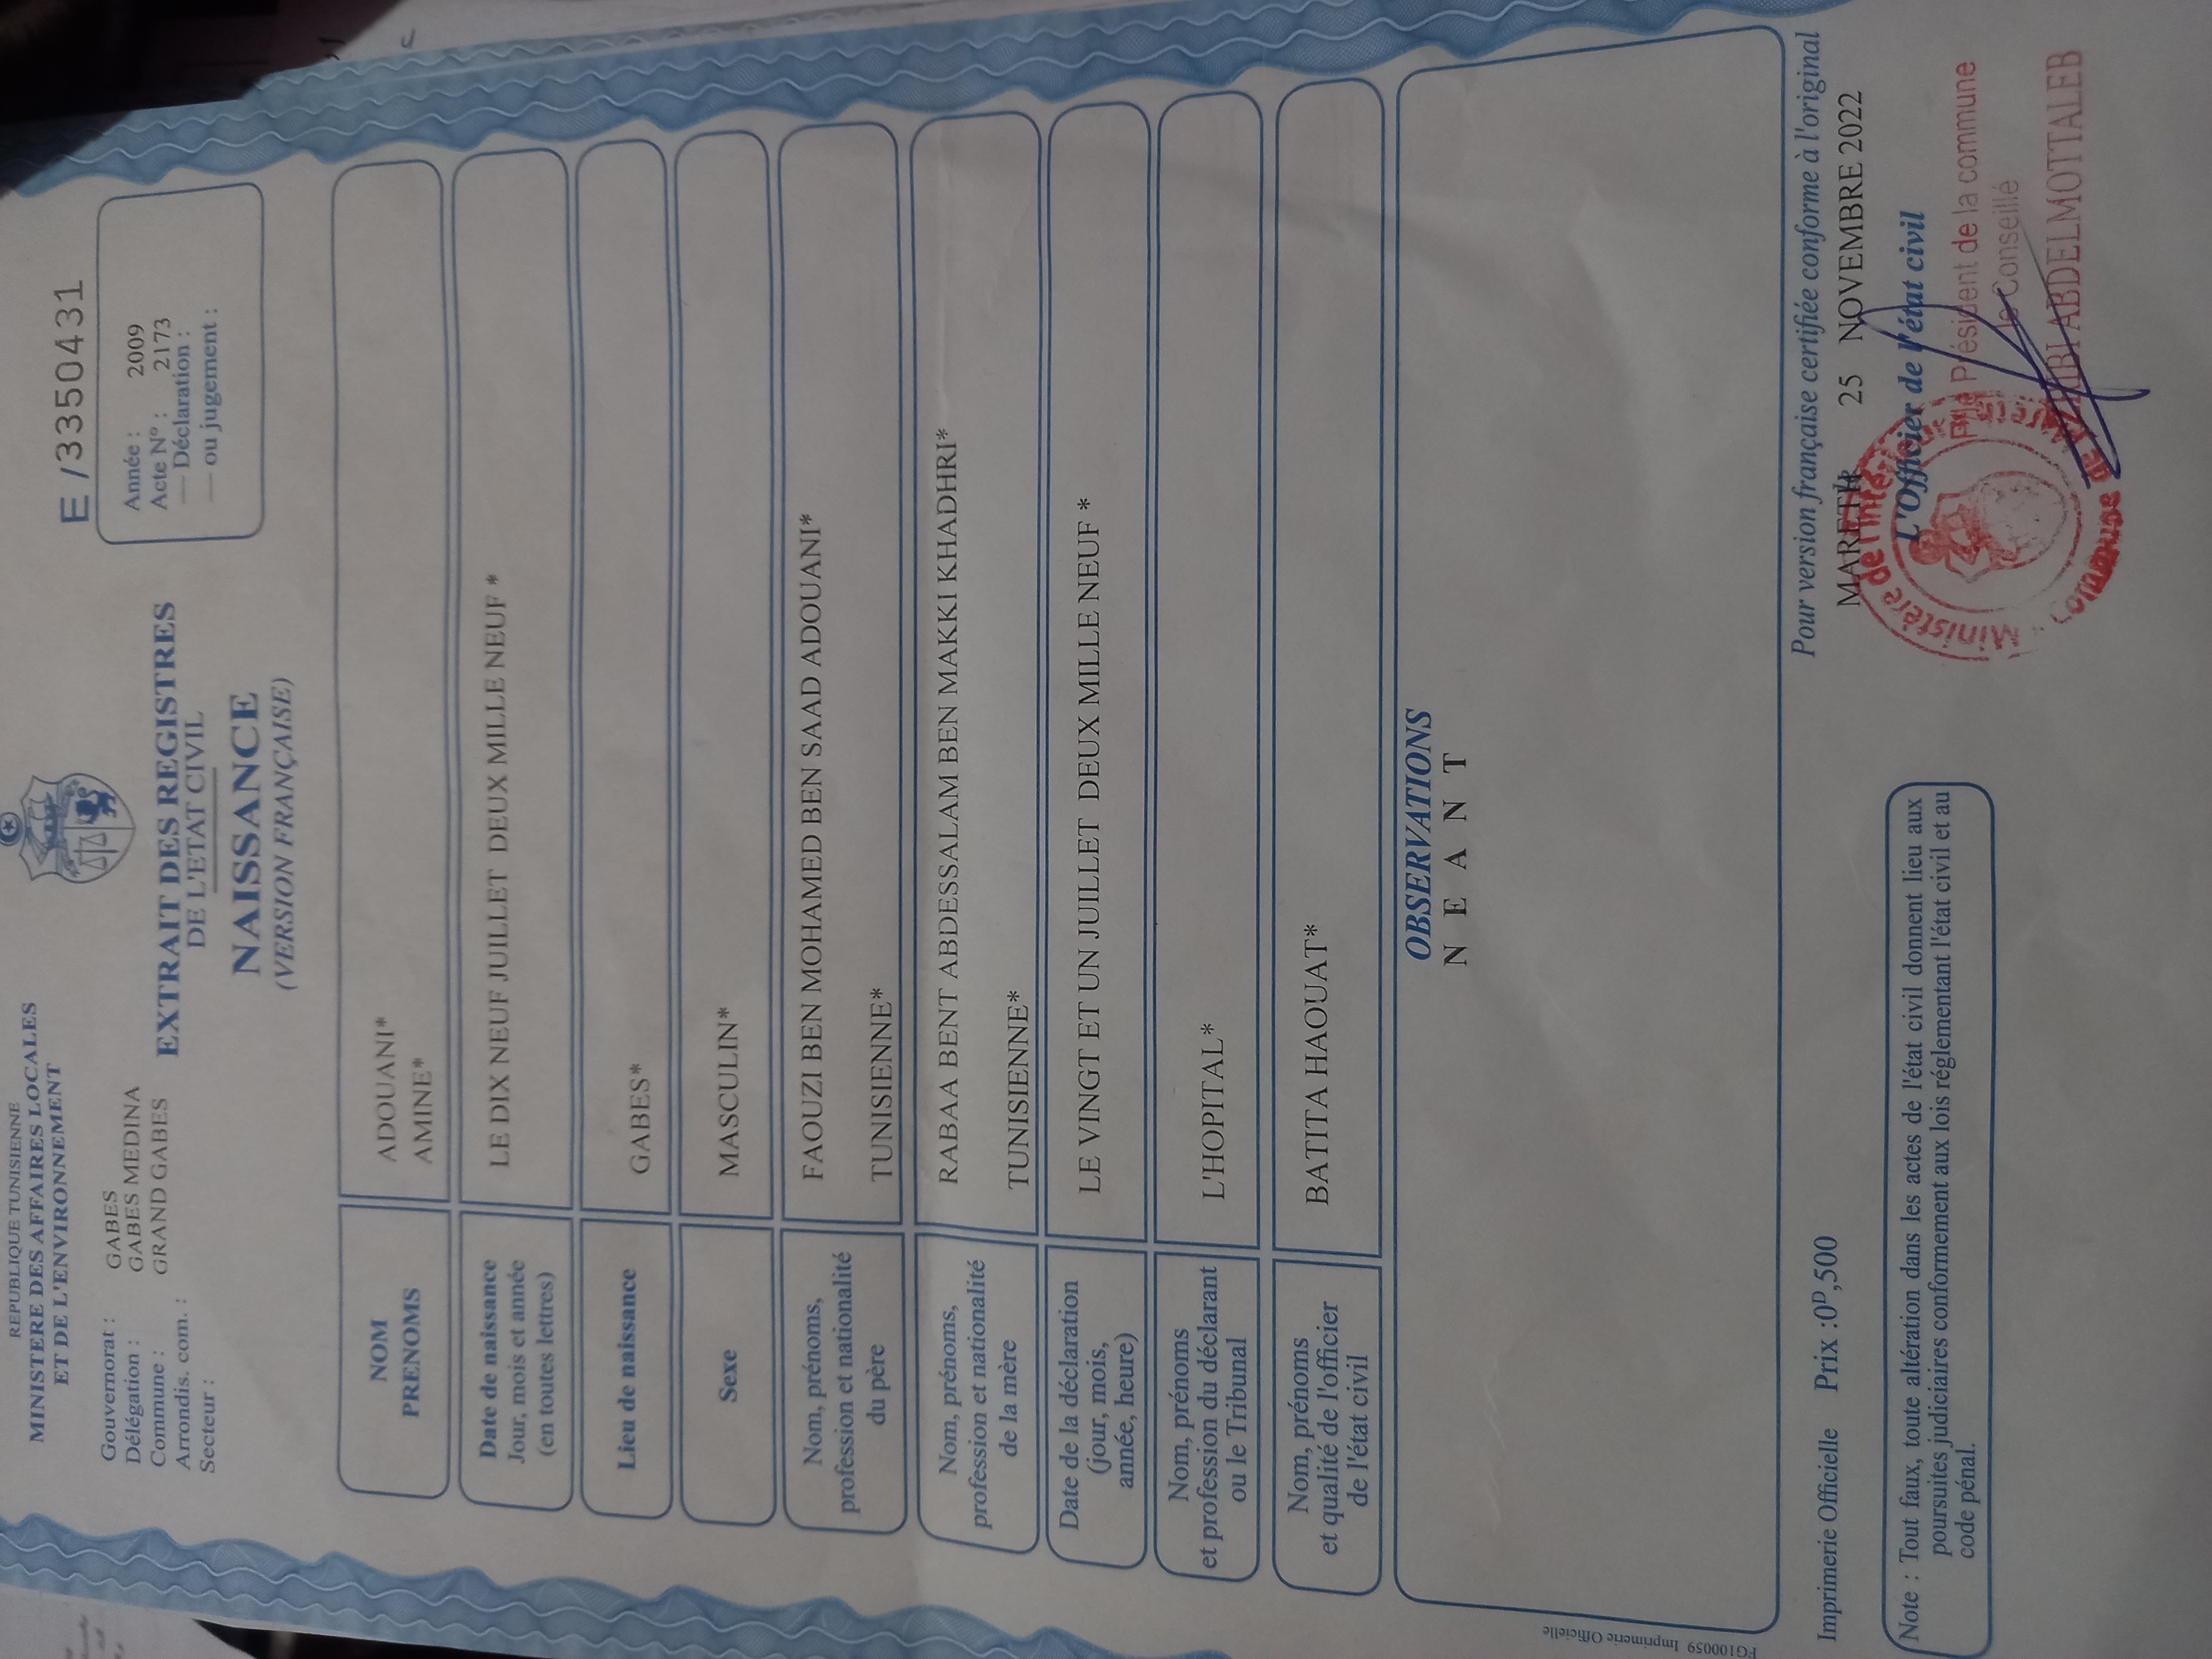 REPUBLIQUE TUNISIENNE
MINISTERE DES AFFAIRES LOCALES
ET DE L'ENVIRONNEMENT
Gouvernorat : GABES
Délégation : GABES MEDINA
Commune : GRAND GABES
Arrondis. com. :
Secteur :
EXTRAIT DES REGISTRES
DE L'ETAT CIVIL
NAISSANCE
(VERSION FRANÇAISE)
E /3350431
Année : 2009
Acte N° : 2173
— Déclaration :
— ou jugement :
NOM
PRENOMS
ADOUANI*
AMINE*
Date de naissance
Jour, mois et année
(en toutes lettres)
LE DIX NEUF JUILLET DEUX MILLE NEUF *
Lieu de naissance
GABES*
Sexe
MASCULIN*
Nom, prénoms,
profession et nationalité
du père
FAOUZI BEN MOHAMED BEN SAAD ADOUANI*
TUNISIENNE*
Nom, prénoms,
profession et nationalité
de la mère
RABAA BENT ABDESSALAM BEN MAKKI KHADHRI*
TUNISIENNE*
Date de la déclaration
(jour, mois,
année, heure)
LE VINGT ET UN JUILLET DEUX MILLE NEUF *
Nom, prénoms
et profession du déclarant
ou le Tribunal
L'HOPITAL*
Nom, prénoms
et qualité de l'officier
de l'état civil
BATITA HAOUAT*
OBSERVATIONS
N E A N T
FG100059 Imprimerie Officielle
Imprimerie Officielle Prix :0D,500
Pour version française certifiée conforme à l'original
MARETH 25 NOVEMBRE 2022
L'Officier de l'état civil
Pésident de la commune
le Conseillé
ABDELMOTTALEB
Ministère de l'intérieur
Commune de
Note : Tout faux, toute altération dans les actes de l'état civil donnent lieu aux
poursuites judiciaires conformement aux lois réglementant l'état civil et au
code pénal.